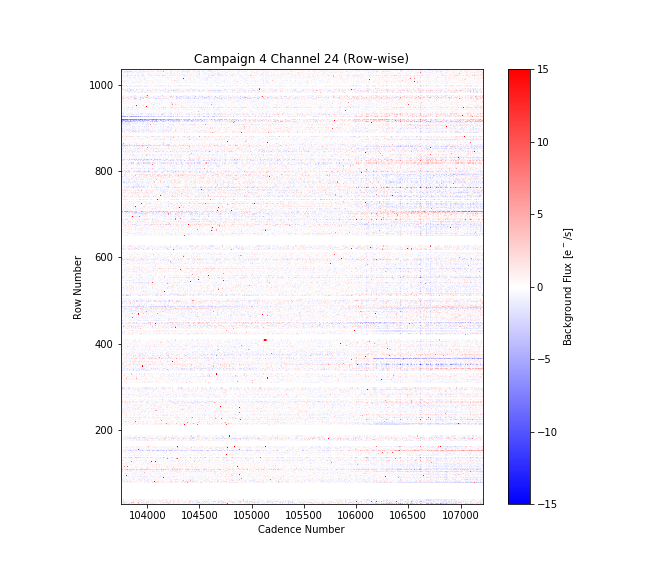 Campaign 4 Channel 24 (Row-wise)
Row Number
1000
800
600
400
200
104000 104500 105000 105500 106000 106500 107000
Cadence Number
15
10
5
0
−5
−10
−15
Background Flux [e⁻/s]